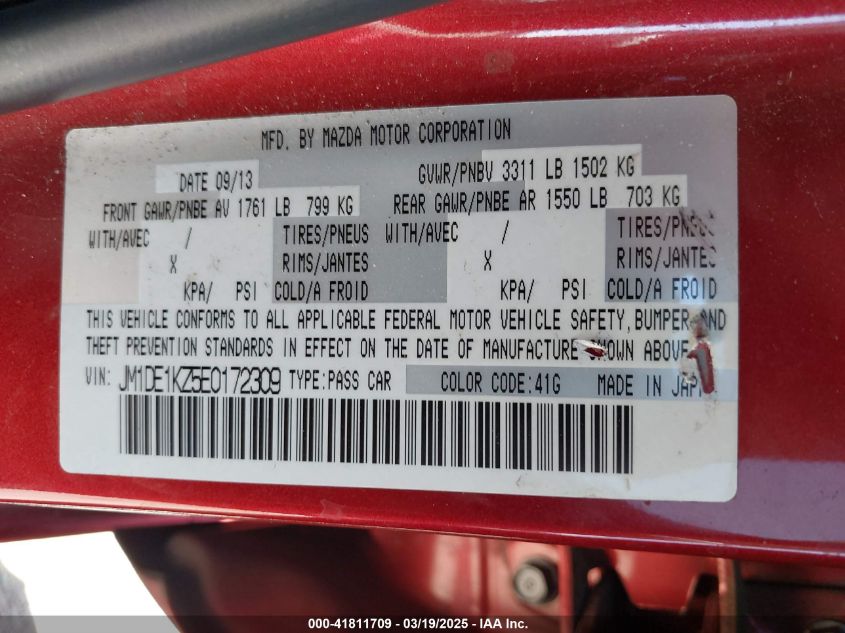 MFD. BY MAZDA MOTOR CORPORATION
DATE 09/13 GVWR/PNBV 3311 LB 1502 KG
FRONT GAWR/PNBE AV 1761 LB 799 KG REAR GAWR/PNBE AR 1550 LB 703 KG
WITH/AVEC / TIRES/PNEUS WITH/AVEC / TIRES/PNEUS
X RIMS/JANTES X RIMS/JANTES
KPA/ PSI COLD/A FROID KPA/ PSI COLD/A FROID
THIS VEHICLE CONFORMS TO ALL APPLICABLE FEDERAL MOTOR VEHICLE SAFETY, BUMPER, AND
THEFT PREVENTION STANDARDS IN EFFECT ON THE DATE OF MANUFACTURE SHOWN ABOVE.
VIN: JM1DE1KZ5E0172309 TYPE:PASS CAR COLOR CODE:41G MADE IN JAPAN
000-41811709 - 03/19/2025 - IAA Inc.